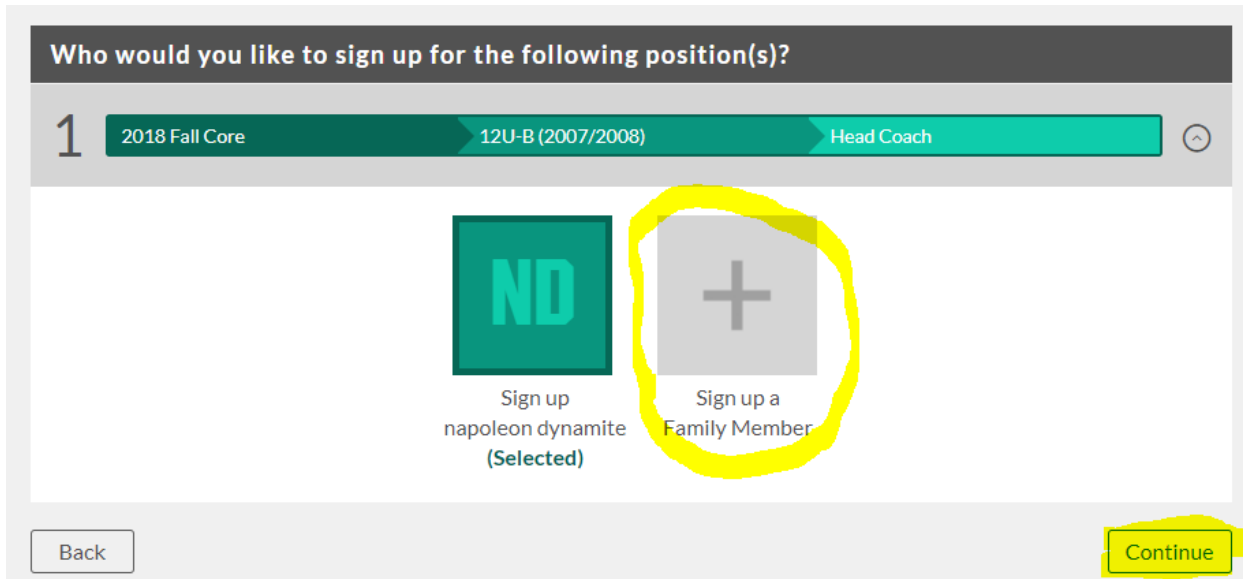 Who would you like to sign up for the following position(s)?
1 2018 Fall Core 12U-B (2007/2008) Head Coach
ND
Sign up
napoleon dynamite
(Selected)
Sign up a
Family Member
Back Continue